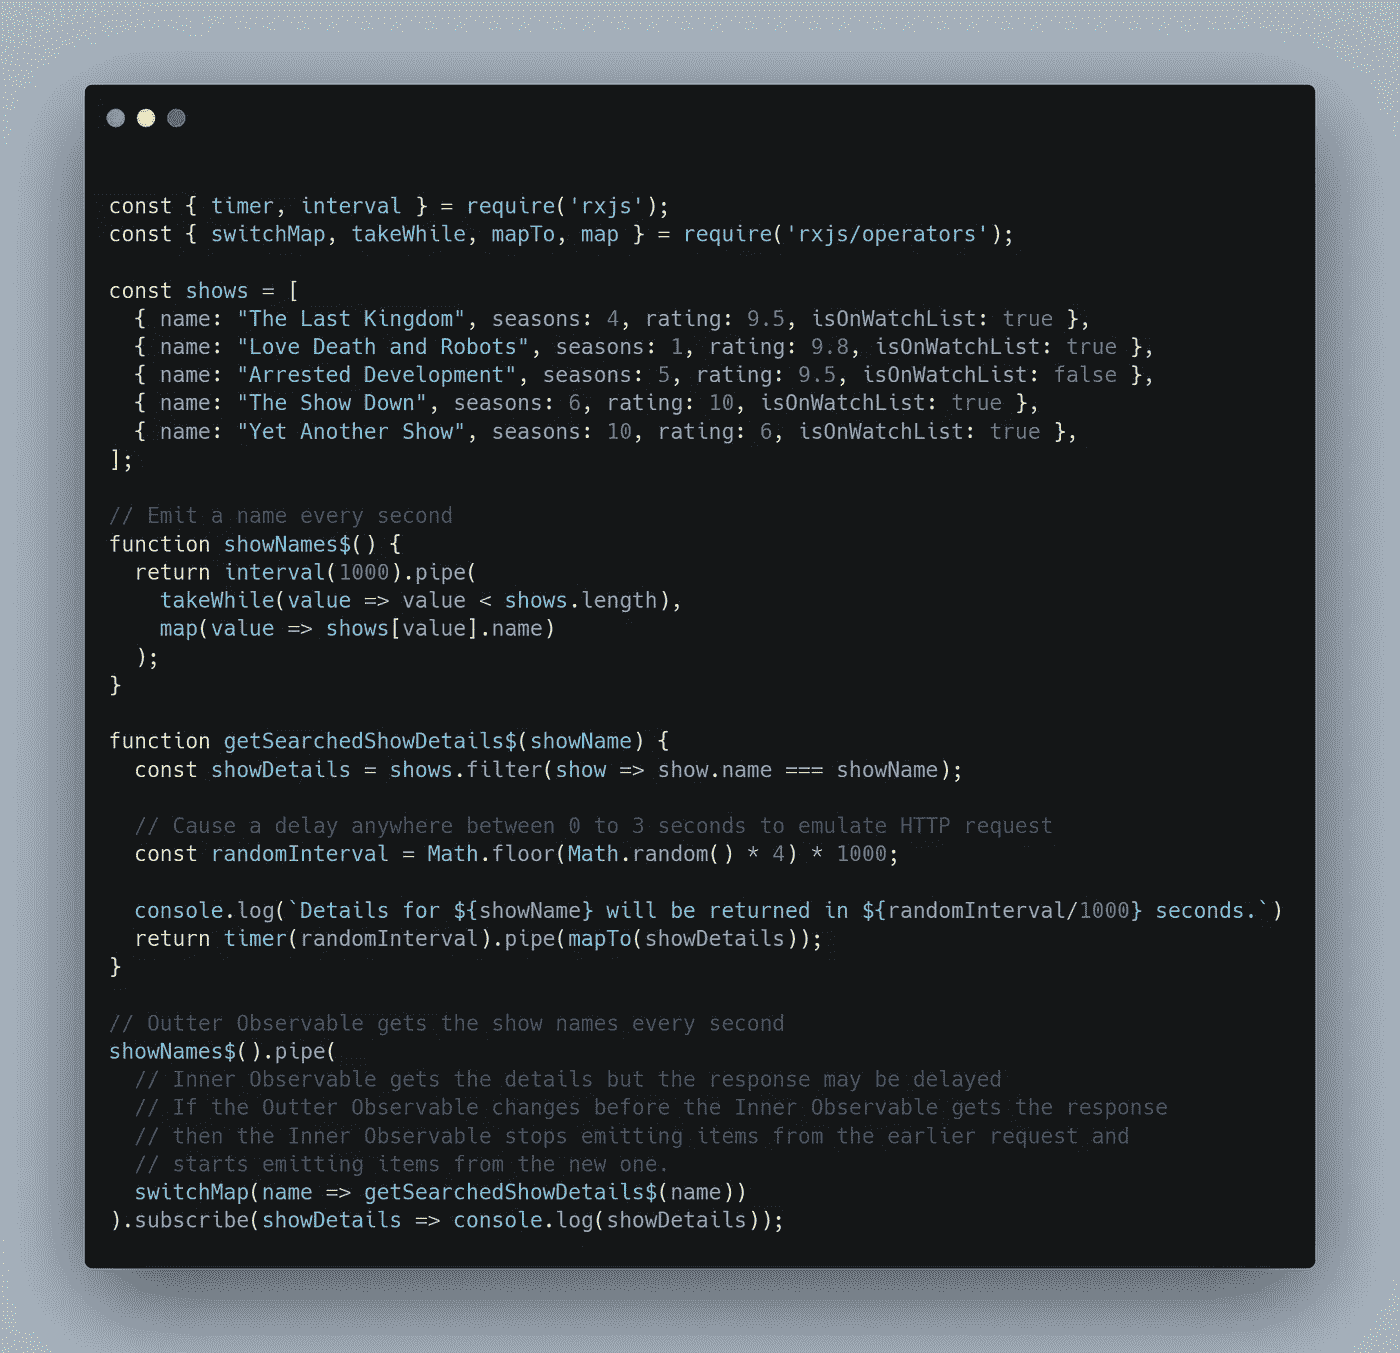 const { timer, interval } = require('rxjs');
const { switchMap, takeWhile, mapTo, map } = require('rxjs/operators');

const shows = [
  { name: "The Last Kingdom", seasons: 4, rating: 9.5, isOnWatchList: true },
  { name: "Love Death and Robots", seasons: 1, rating: 9.8, isOnWatchList: true },
  { name: "Arrested Development", seasons: 5, rating: 9.5, isOnWatchList: false },
  { name: "The Show Down", seasons: 6, rating: 10, isOnWatchList: true },
  { name: "Yet Another Show", seasons: 10, rating: 6, isOnWatchList: true },
];

// Emit a name every second
function showNames$() {
  return interval(1000).pipe(
    takeWhile(value => value < shows.length),
    map(value => shows[value].name)
  );
}

function getSearchedShowDetails$(showName) {
  const showDetails = shows.filter(show => show.name === showName);

  // Cause a delay anywhere between 0 to 3 seconds to emulate HTTP request
  const randomInterval = Math.floor(Math.random() * 4) * 1000;

  console.log(`Details for ${showName} will be returned in ${randomInterval/1000} seconds.`)
  return timer(randomInterval).pipe(mapTo(showDetails));
}

// Outter Observable gets the show names every second
showNames$().pipe(
  // Inner Observable gets the details but the response may be delayed
  // If the Outter Observable changes before the Inner Observable gets the response
  // then the Inner Observable stops emitting items from the earlier request and
  // starts emitting items from the new one.
  switchMap(name => getSearchedShowDetails$(name))
).subscribe(showDetails => console.log(showDetails));